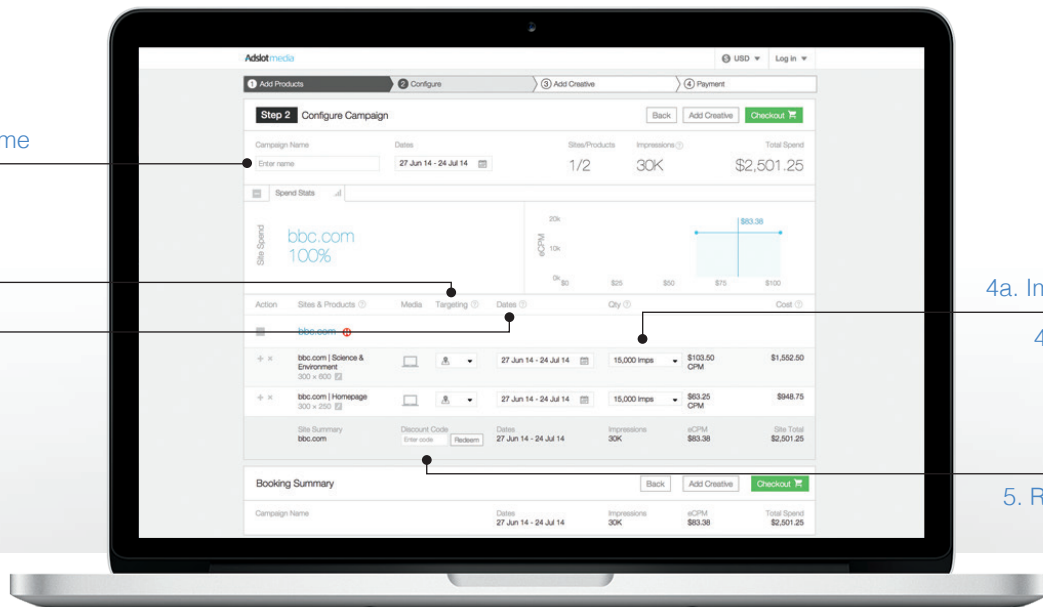 Adslotmedia
USD
Log in
1 Add Products
2 Configure
3 Add Creative
4 Payment
Step 2 Configure Campaign
Back
Add Creative
Checkout
me
Campaign Name
Dates
Sites/Products
Impressions
Total Spend
Enter name
27 Jun 14 - 24 Jul 14
1/2
30K
$2,501.25
Spend Stats
Site Spend
bbc.com
100%
eCPM
20k
10k
0k
$0
$25
$50
$75
$100
$83.38
4a. Im
Action
Sites & Products
Media
Targeting
Dates
Qty
Cost
bbc.com
4
bbc.com | Science &
Environment
300 × 600
27 Jun 14 - 24 Jul 14
15,000 Imps
$103.50
CPM
$1,552.50
bbc.com | Homepage
300 × 250
27 Jun 14 - 24 Jul 14
15,000 Imps
$63.25
CPM
$948.75
Site Summary
bbc.com
Discount Code
Enter code
Redeem
Dates
27 Jun 14 - 24 Jul 14
Impressions
30K
eCPM
$83.38
Site Total
$2,501.25
5. R
Booking Summary
Back
Add Creative
Checkout
Campaign Name
Dates
27 Jun 14 - 24 Jul 14
Impressions
30K
eCPM
$83.38
Total Spend
$2,501.25